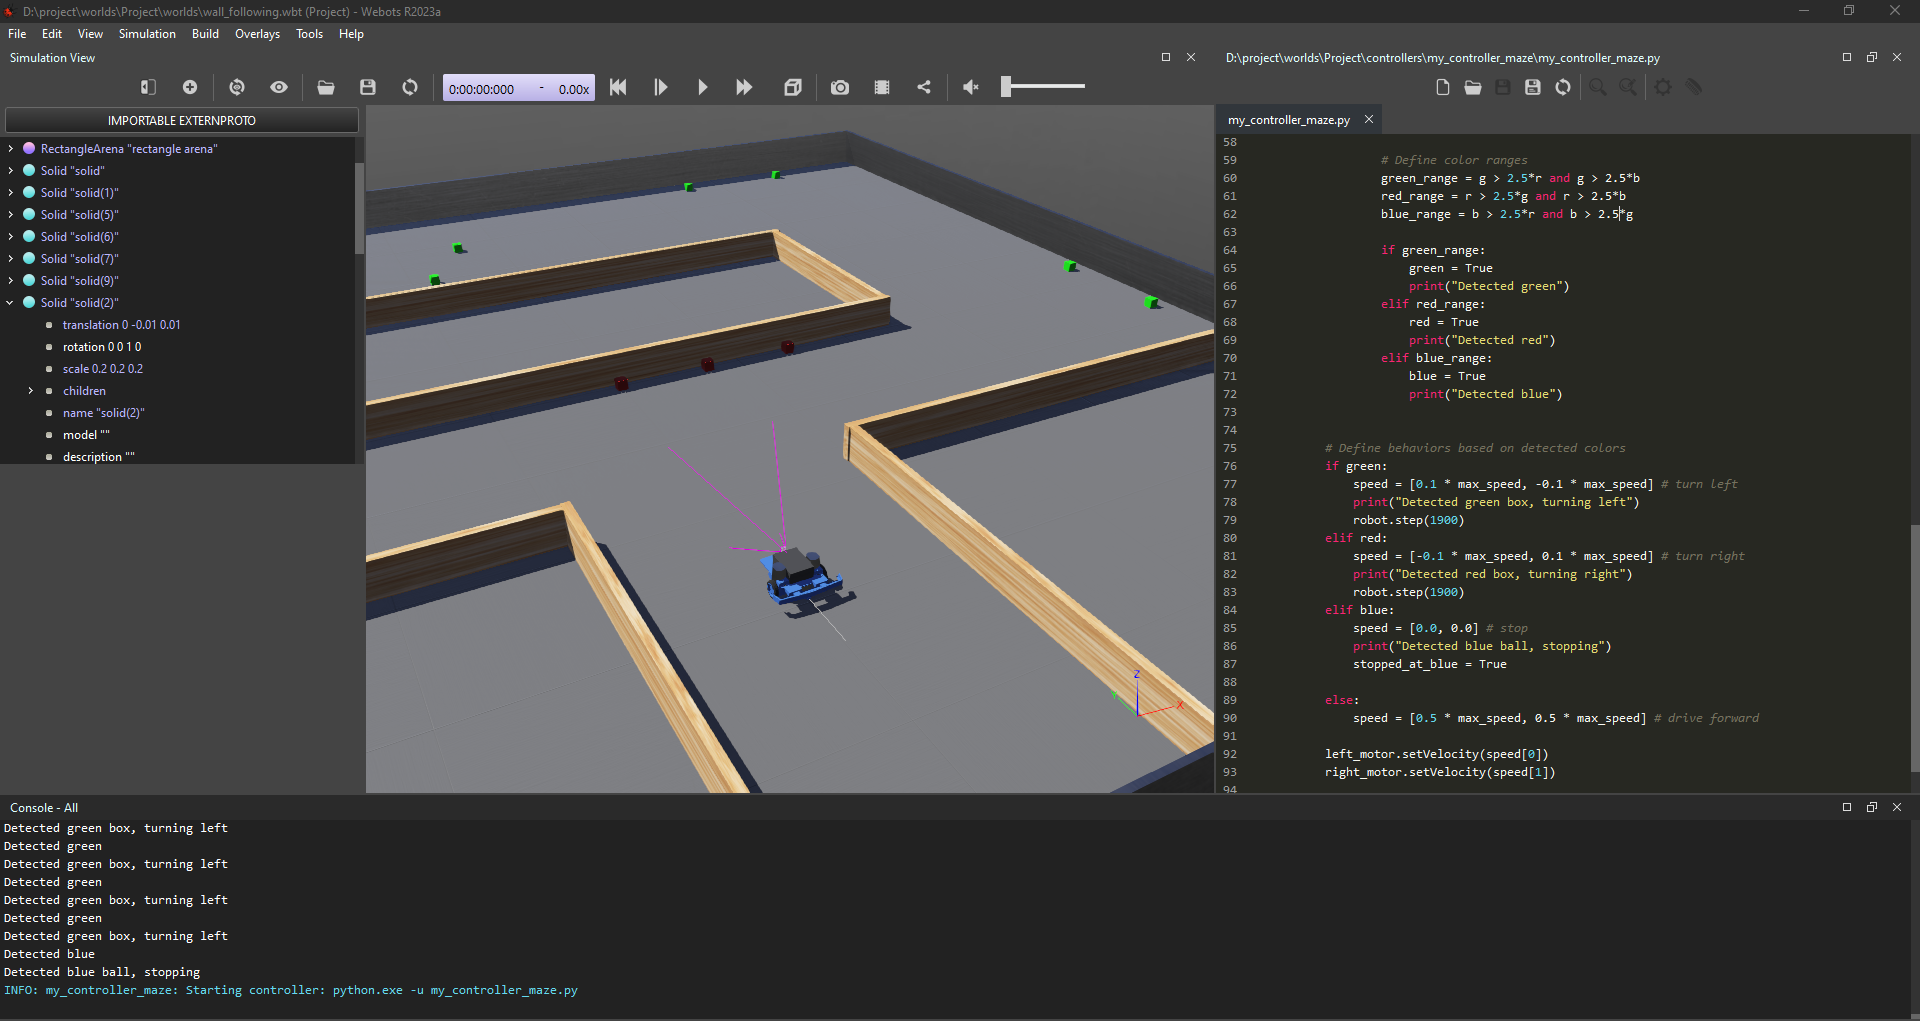 D:\project\worlds\Project\worlds\wall_following.wbt (Project) - Webots R2023a
File Edit View Simulation Build Overlays Tools Help
Simulation View
D:\project\worlds\Project\controllers\my_controller_maze\my_controller_maze.py
0:00:00:000 - 0.00x
IMPORTABLE EXTERNPROTO
RectangleArena "rectangle arena"
Solid "solid"
Solid "solid(1)"
Solid "solid(5)"
Solid "solid(6)"
Solid "solid(7)"
Solid "solid(9)"
Solid "solid(2)"
translation 0 -0.01 0.01
rotation 0 0 1 0
scale 0.2 0.2 0.2
children
name "solid(2)"
model ""
description ""
Z
Y
X
my_controller_maze.py
58
59 # Define color ranges
60 green_range = g > 2.5*r and g > 2.5*b
61 red_range = r > 2.5*g and r > 2.5*b
62 blue_range = b > 2.5*r and b > 2.5*g
63
64 if green_range:
65 green = True
66 print("Detected green")
67 elif red_range:
68 red = True
69 print("Detected red")
70 elif blue_range:
71 blue = True
72 print("Detected blue")
73
74
75 # Define behaviors based on detected colors
76 if green:
77 speed = [0.1 * max_speed, -0.1 * max_speed] # turn left
78 print("Detected green box, turning left")
79 robot.step(1900)
80 elif red:
81 speed = [-0.1 * max_speed, 0.1 * max_speed] # turn right
82 print("Detected red box, turning right")
83 robot.step(1900)
84 elif blue:
85 speed = [0.0, 0.0] # stop
86 print("Detected blue ball, stopping")
87 stopped_at_blue = True
88
89 else:
90 speed = [0.5 * max_speed, 0.5 * max_speed] # drive forward
91
92 left_motor.setVelocity(speed[0])
93 right_motor.setVelocity(speed[1])
94
Console - All
Detected green box, turning left
Detected green
Detected green box, turning left
Detected green
Detected green box, turning left
Detected green
Detected green box, turning left
Detected blue
Detected blue ball, stopping
INFO: my_controller_maze: Starting controller: python.exe -u my_controller_maze.py